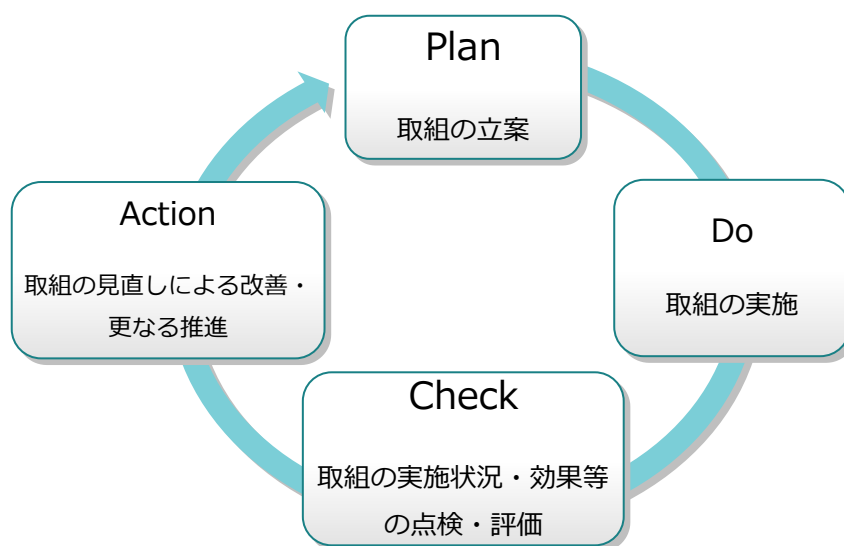 Plan
取組の立案
Do
取組の実施
Check
取組の実施状況・効果等
の点検・評価
Action
取組の見直しによる改善・
更なる推進